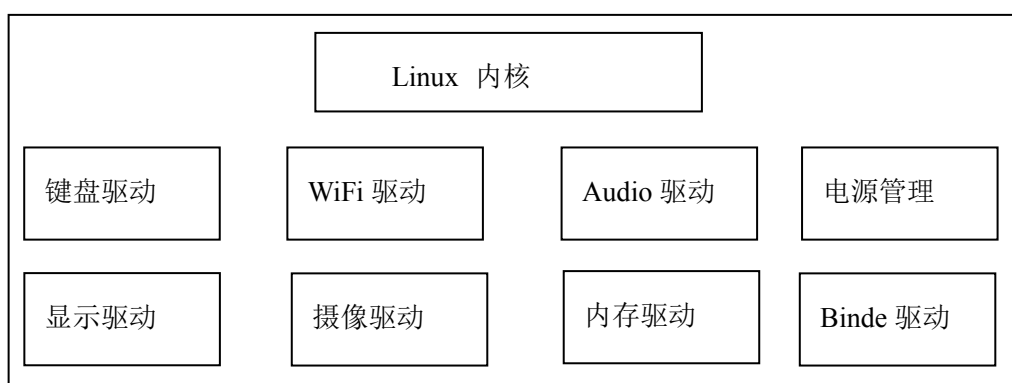 Linux 内核
键盘驱动
WiFi 驱动
Audio 驱动
电源管理
显示驱动
摄像驱动
内存驱动
Binde 驱动